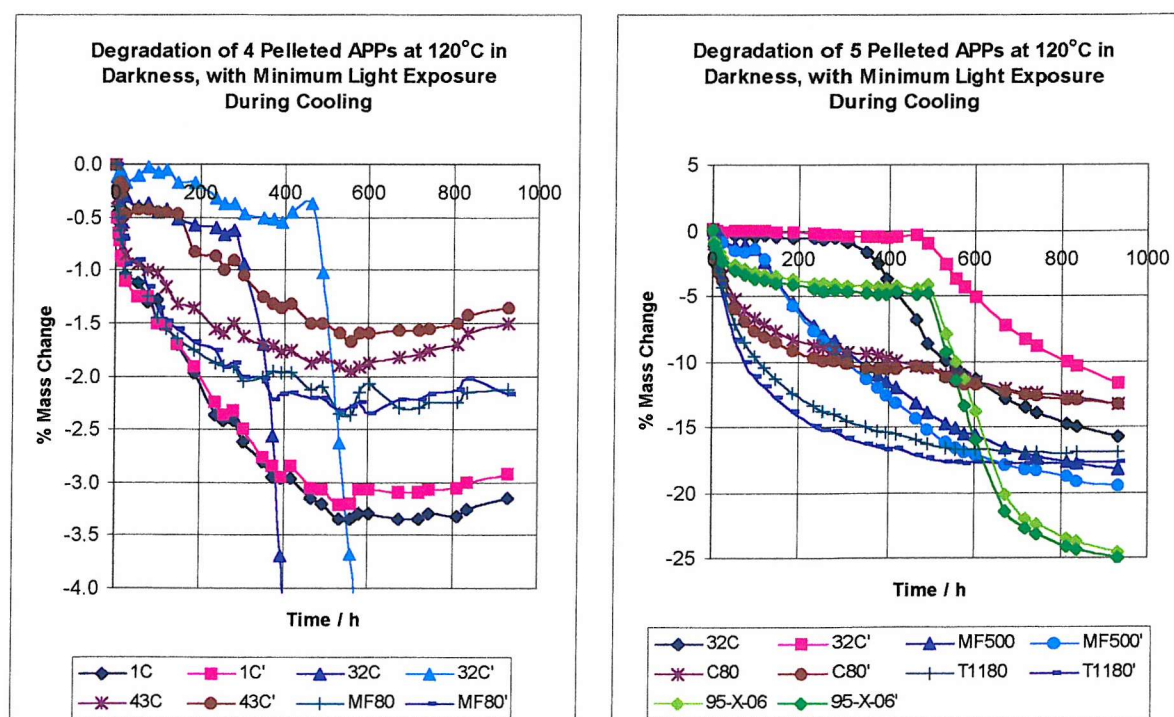 Degradation of 4 Pelleted APPs at 120°C in
Darkness, with Minimum Light Exposure
During Cooling
0.0
0 200 400 600 800 1000
-0.5
-1.0
-1.5
-2.0
-2.5
-3.0
-3.5
-4.0
% Mass Change
Time / h
1C 1C' 32C 32C'
43C 43C' MF80 MF80'
Degradation of 5 Pelleted APPs at 120°C in
Darkness, with Minimum Light Exposure
During Cooling
5
0
0 200 400 600 800 1000
-5
-10
-15
-20
-25
% Mass Change
Time / h
32C 32C' MF500 MF500'
C80 C80' T1180 T1180'
95-X-06 95-X-06'